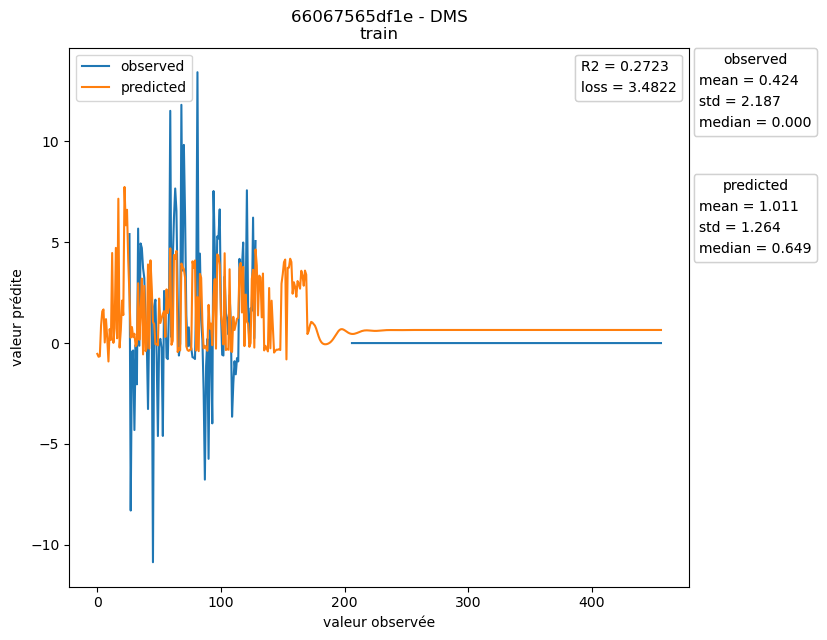 66067565df1e - DMS
train
observed
predicted
R2 = 0.2723
loss = 3.4822
observed
mean = 0.424
std = 2.187
median = 0.000
predicted
mean = 1.011
std = 1.264
median = 0.649
valeur prédite
10
5
0
−5
−10
0
100
200
300
400
valeur observée